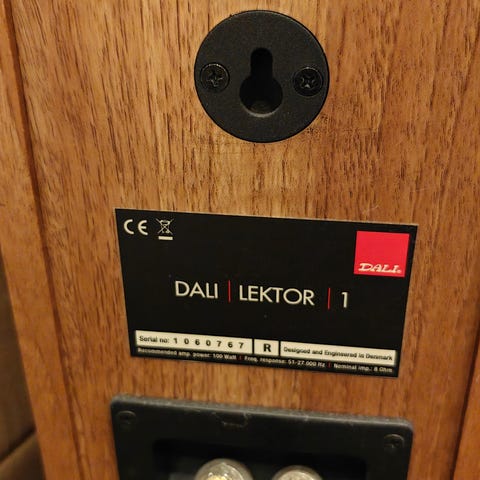 CE
DALI
DALI | LEKTOR | 1
Serial no: 1060767 R Designed and Engineered in Denmark
Recommended amp. power: 100 Watt | Freq. response: 51-27.000 Hz | Nominal imp.: 8 Ohm.